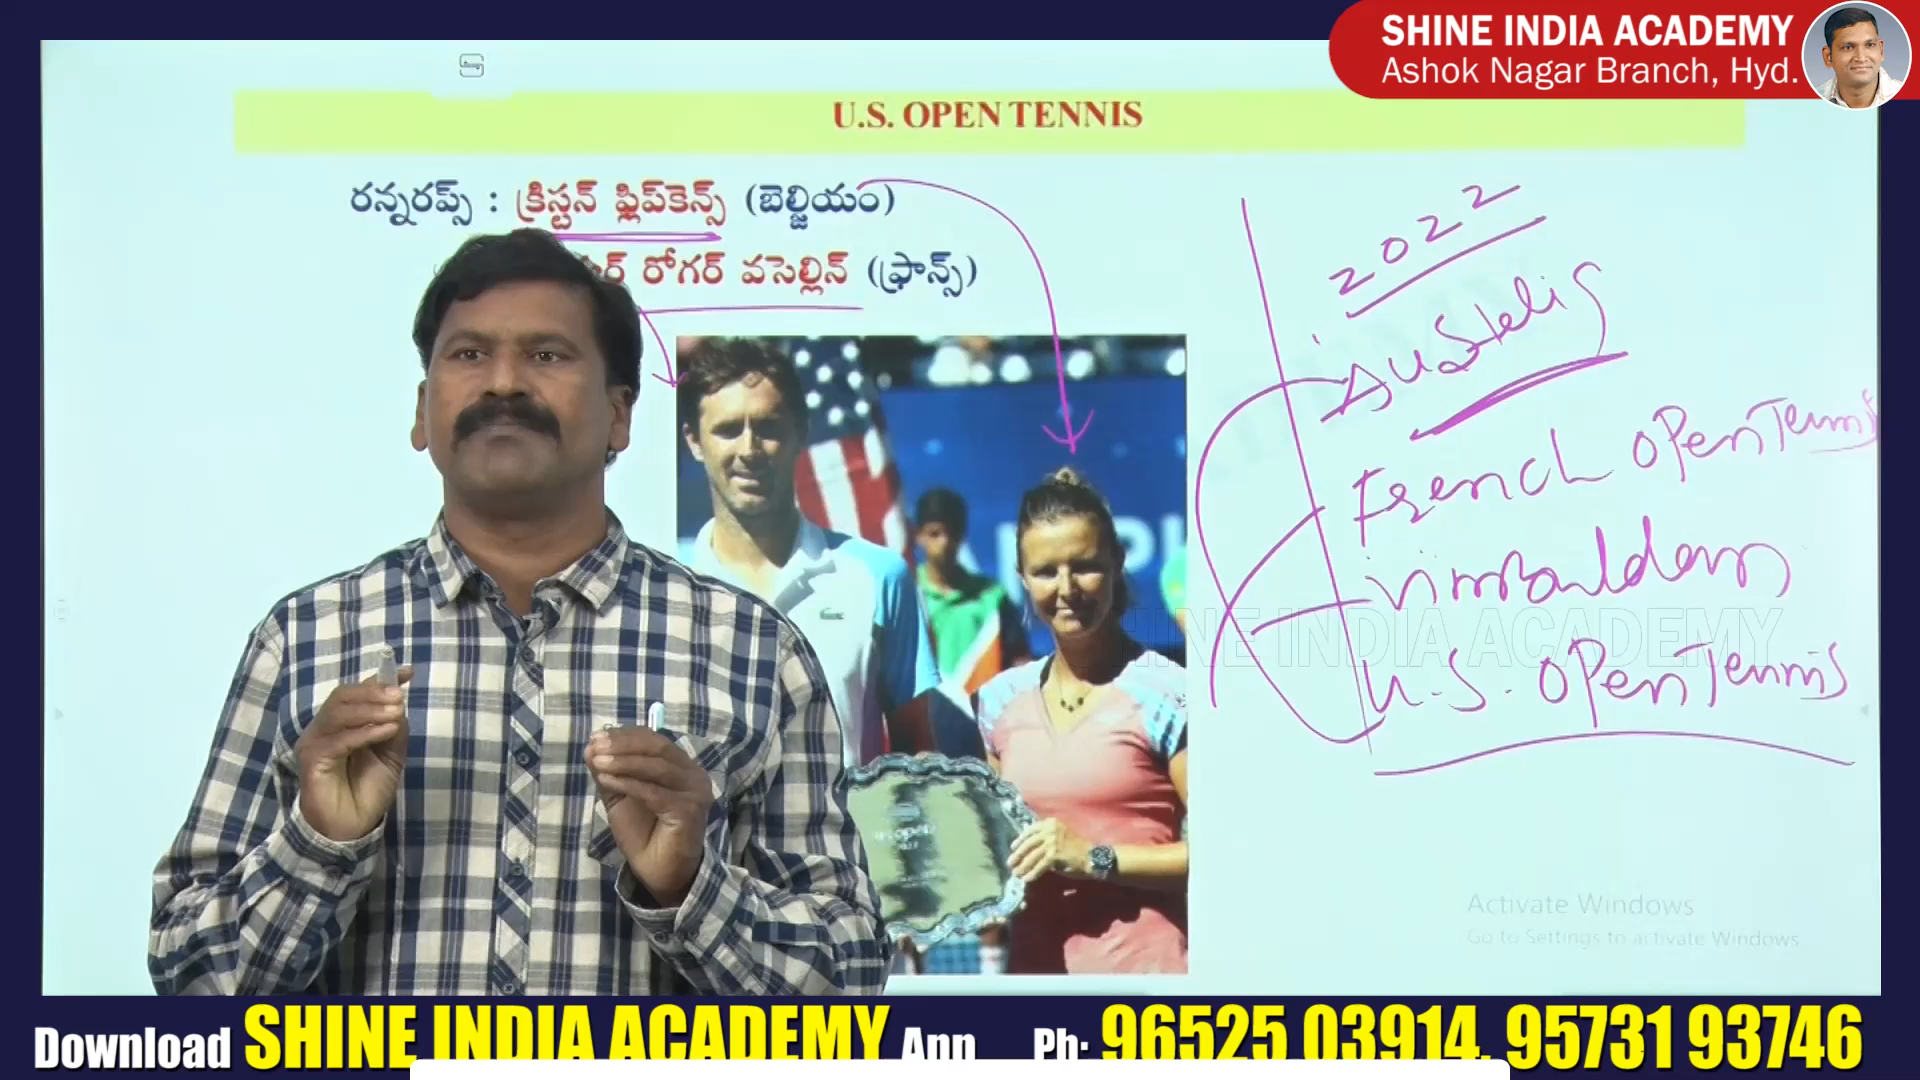 SHINE INDIA ACADEMY
Ashok Nagar Branch, Hyd.
U.S. OPEN TENNIS
రన్నరప్స్ : క్రిస్టన్ ఫ్లిప్‌కెన్స్ (బెల్జియం)
రోగర్ వసెల్లిన్ (ఫ్రాన్స్)
2022
French Open Tennis
U.S. Open Tennis
SHINE INDIA ACADEMY
Activate Windows
Go to Settings to activate Windows
Download SHINE INDIA ACADEMY App Ph: 96525 03914, 95731 93746